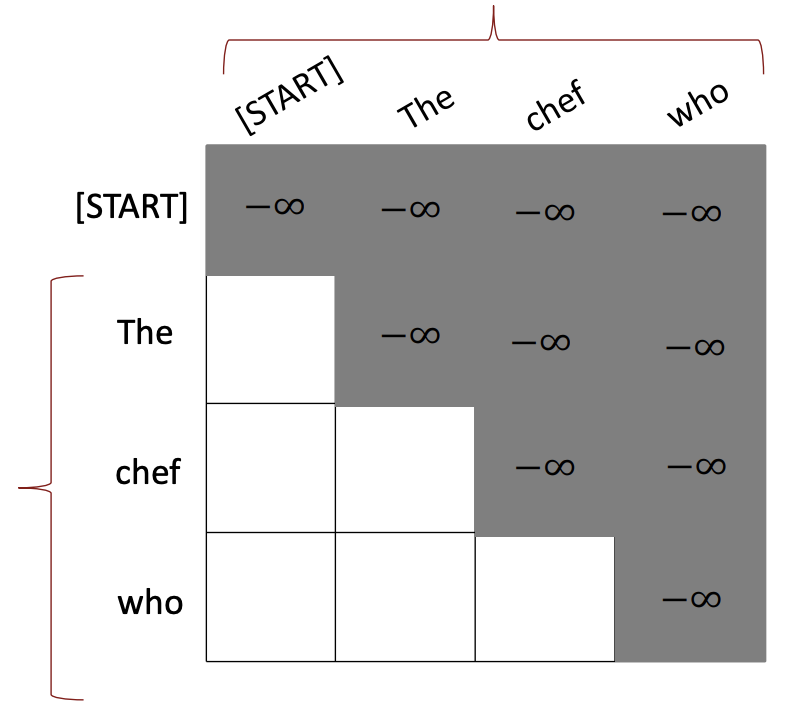 [START] The chef who
[START] −∞ −∞ −∞ −∞
The −∞ −∞ −∞
chef −∞ −∞
who −∞